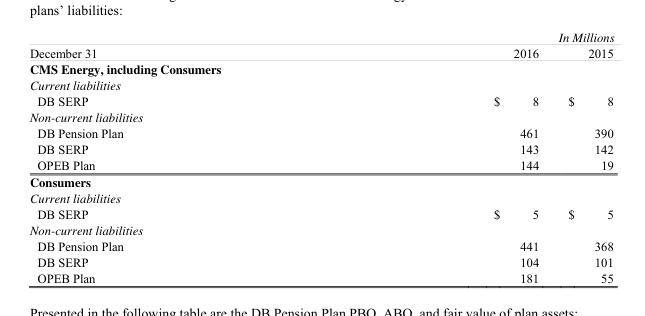 plans’ liabilities:
In Millions
December 31 2016 2015
CMS Energy, including Consumers
Current liabilities
DB SERP $ 8 $ 8
Non-current liabilities
DB Pension Plan 461 390
DB SERP 143 142
OPEB Plan 144 19
Consumers
Current liabilities
DB SERP $ 5 $ 5
Non-current liabilities
DB Pension Plan 441 368
DB SERP 104 101
OPEB Plan 181 55
Presented in the following table are the DB Pension Plan PBO, ABO, and fair value of plan assets: